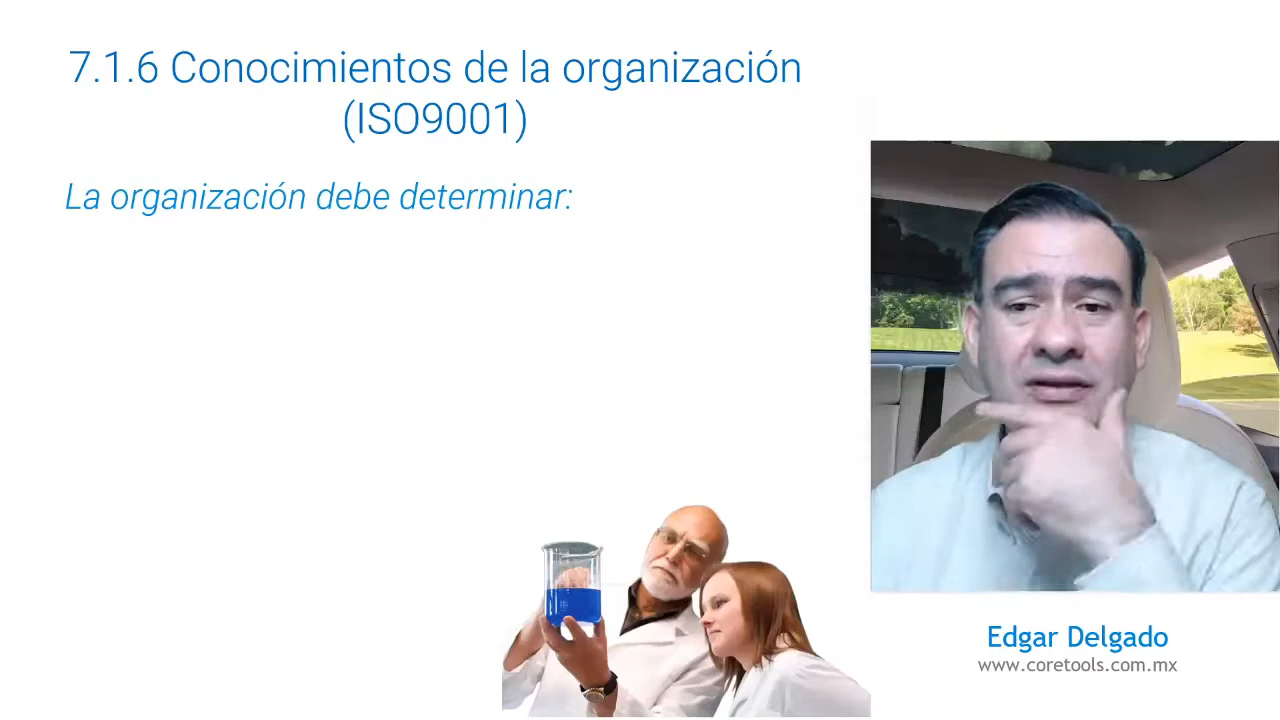 7.1.6 Conocimientos de la organización
(ISO9001)
La organización debe determinar:
Edgar Delgado
www.coretools.com.mx